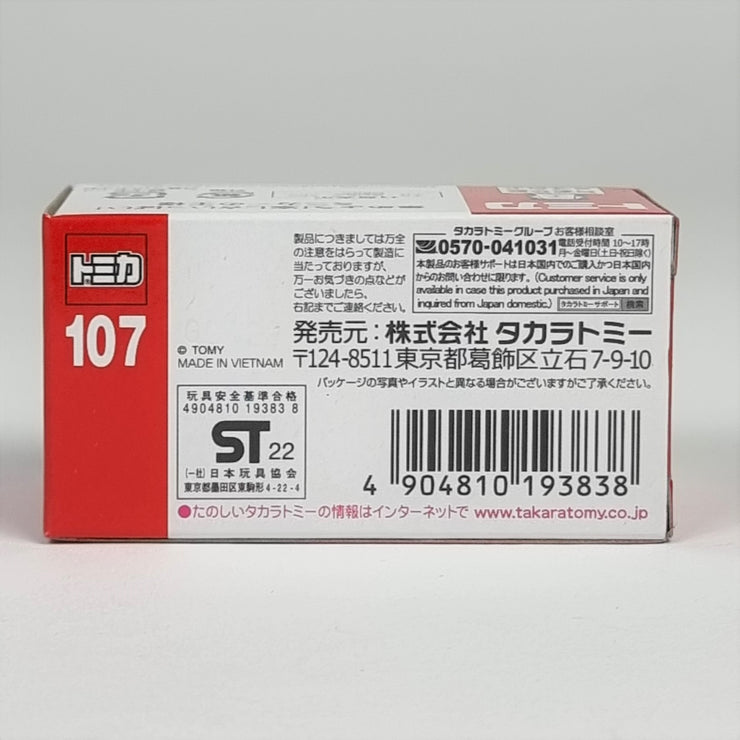 トミカ
107
© TOMY
MADE IN VIETNAM
製品につきましては万全
の注意をはらって製造に
当たっておりますが、
万一お気づきの点などが
ございましたら、
右記までご連絡ください。
タカラトミーグループ お客様相談室
0570-041031 電話受付時間 10〜17時
月〜金曜日(土・日・祝日除く)
本製品のお客様サポートは日本国内でのご購入かつ日本国内
からのお問い合わせに限ります。(Customer service is only
available in case this product purchased in Japan and
inquired from Japan domestic.) タカラトミーサポート 検索
発売元：株式会社 タカラトミー
〒124-8511東京都葛飾区立石7-9-10
パッケージの写真やイラストと異なる場合がございますがご了承ください。
玩具安全基準合格
4904810 19383 8
ST 22
(一社)日本玩具協会
東京都墨田区東駒形4-22-4
4 904810 193838
●たのしいタカラトミーの情報はインターネットで www.takaratomy.co.jp